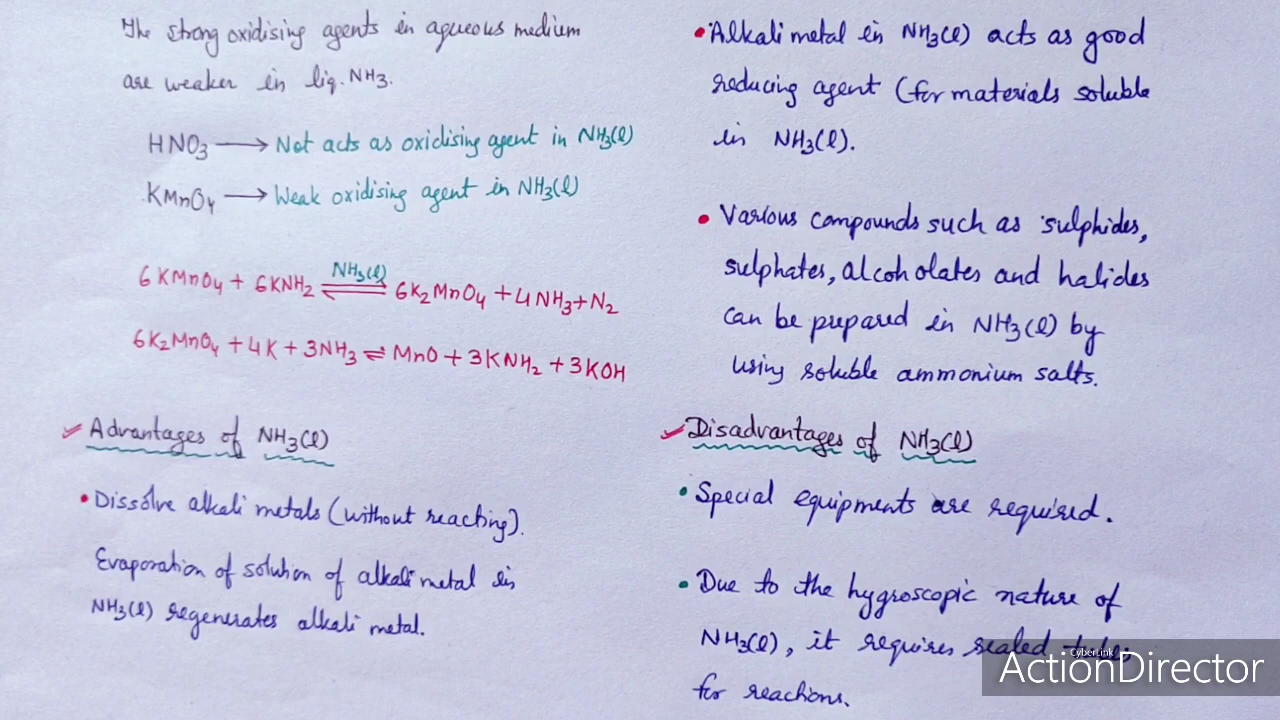 The strong oxidising agents in aqueous medium
are weaker in liq. NH3.
HNO3 ⟶ Not acts as oxidising agent in NH3(l)
KMnO4 ⟶ Weak oxidising agent in NH3(l)
NH3(l)
6KMnO4 + 6KNH2 ⇌ 6K2MnO4 + 4NH3 + N2
6K2MnO4 + 4K + 3NH3 ⇌ MnO + 3KNH2 + 3KOH
Advantages of NH3(l)
• Dissolve alkali metals (without reacting).
Evaporation of solution of alkali metal in
NH3(l) regenerates alkali metal.
• Alkali metal in NH3(l) acts as good
reducing agent (for materials soluble
in NH3(l).
• Various compounds such as sulphides,
sulphates, alcoholates and halides
can be prepared in NH3(l) by
using soluble ammonium salts.
Disadvantages of NH3(l)
• Special equipments are required.
• Due to the hygroscopic nature of
NH3(l), it requires sealed
for reactions.
CyberLink
ActionDirector